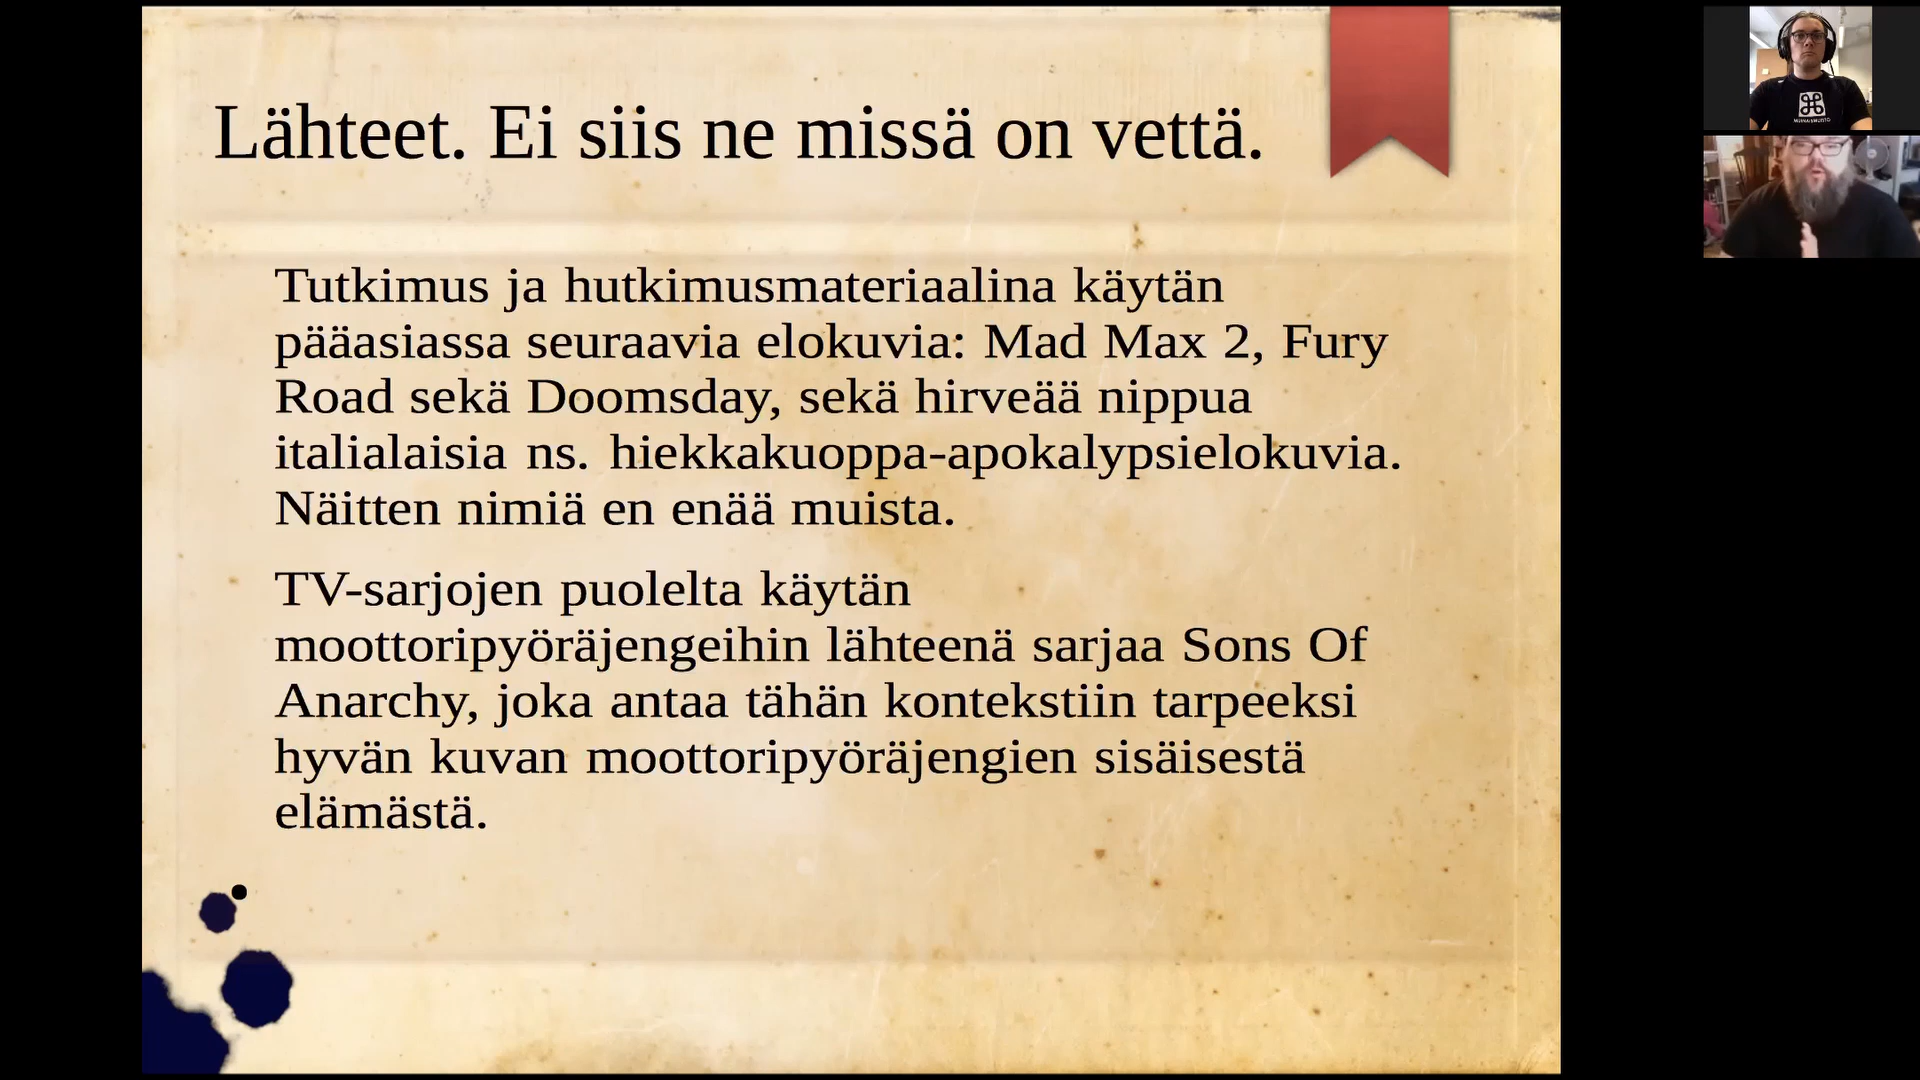 Lähteet. Ei siis ne missä on vettä.
Tutkimus ja hutkimusmateriaalina käytän
pääasiassa seuraavia elokuvia: Mad Max 2, Fury
Road sekä Doomsday, sekä hirveää nippua
italialaisia ns. hiekkakuoppa-apokalypsielokuvia.
Näitten nimiä en enää muista.
TV-sarjojen puolelta käytän
moottoripyöräjengeihin lähteenä sarjaa Sons Of
Anarchy, joka antaa tähän kontekstiin tarpeeksi
hyvän kuvan moottoripyöräjengien sisäisestä
elämästä.